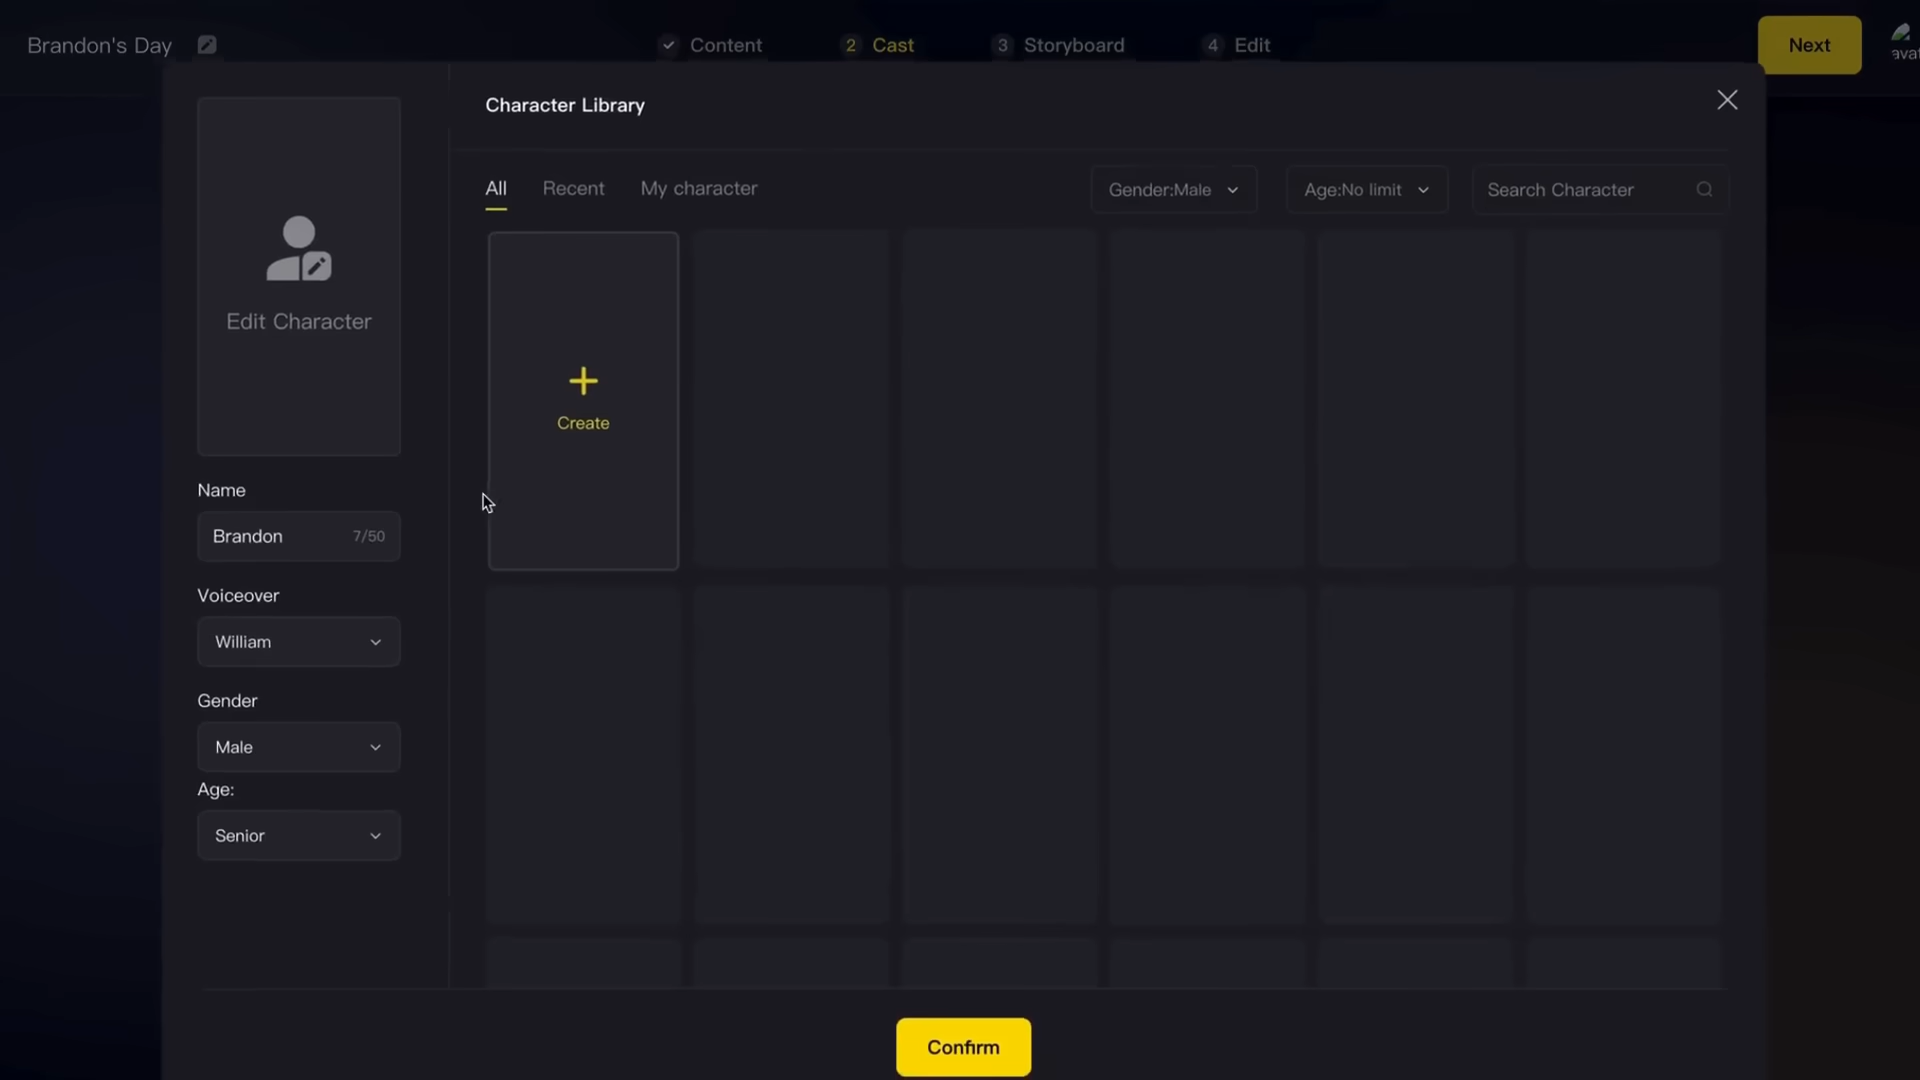 Brandon's Day
Content
2 Cast
3 Storyboard
4 Edit
Next
avat
Character Library
All
Recent
My character
Gender:Male
Age:No limit
Search Character
Edit Character
Create
Name
Brandon
7/50
Voiceover
William
Gender
Male
Age:
Senior
Confirm